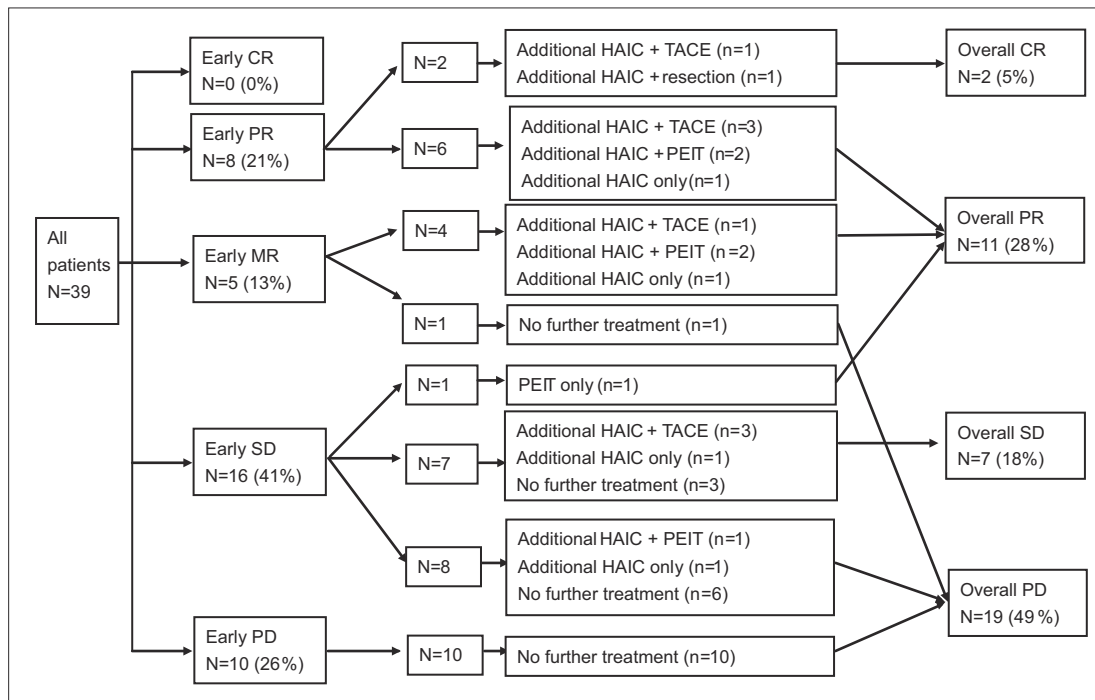 All
patients
N=39
Early CR
N=0 (0%)
Early PR
N=8 (21%)
Early MR
N=5 (13%)
Early SD
N=16 (41%)
Early PD
N=10 (26%)
N=2
N=6
N=4
N=1
N=1
N=7
N=8
N=10
Additional HAIC + TACE (n=1)
Additional HAIC + resection (n=1)
Additional HAIC + TACE (n=3)
Additional HAIC + PEIT (n=2)
Additional HAIC only (n=1)
Additional HAIC + TACE (n=1)
Additional HAIC + PEIT (n=2)
Additional HAIC only (n=1)
No further treatment (n=1)
PEIT only (n=1)
Additional HAIC + TACE (n=3)
Additional HAIC only (n=1)
No further treatment (n=3)
Additional HAIC + PEIT (n=1)
Additional HAIC only (n=1)
No further treatment (n=6)
No further treatment (n=10)
Overall CR
N=2 (5%)
Overall PR
N=11 (28%)
Overall SD
N=7 (18%)
Overall PD
N=19 (49%)